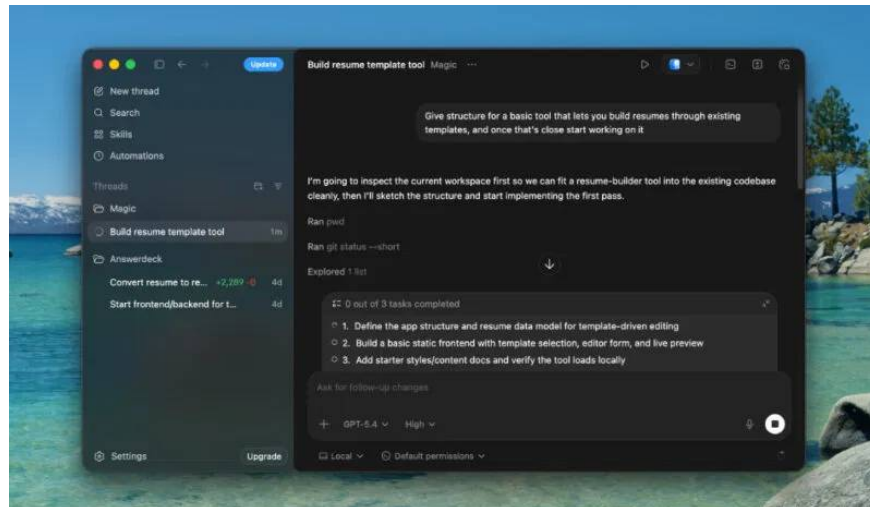 Update
New thread
Search
Skills
Automations
Threads
Magic
Build resume template tool 1m
Answerdeck
Convert resume to re... +2,289 -0 4d
Start frontend/backend for t... 4d
Settings
Upgrade
Build resume template tool Magic ...
Give structure for a basic tool that lets you build resumes through existing
templates, and once that's close start working on it
I'm going to inspect the current workspace first so we can fit a resume-builder tool into the existing codebase
cleanly, then I'll sketch the structure and start implementing the first pass.
Ran pwd
Ran git status --short
Explored 1 list
0 out of 3 tasks completed
1. Define the app structure and resume data model for template-driven editing
2. Build a basic static frontend with template selection, editor form, and live preview
3. Add starter styles/content docs and verify the tool loads locally
Ask for follow-up changes
GPT-5.4 High
Local Default permissions